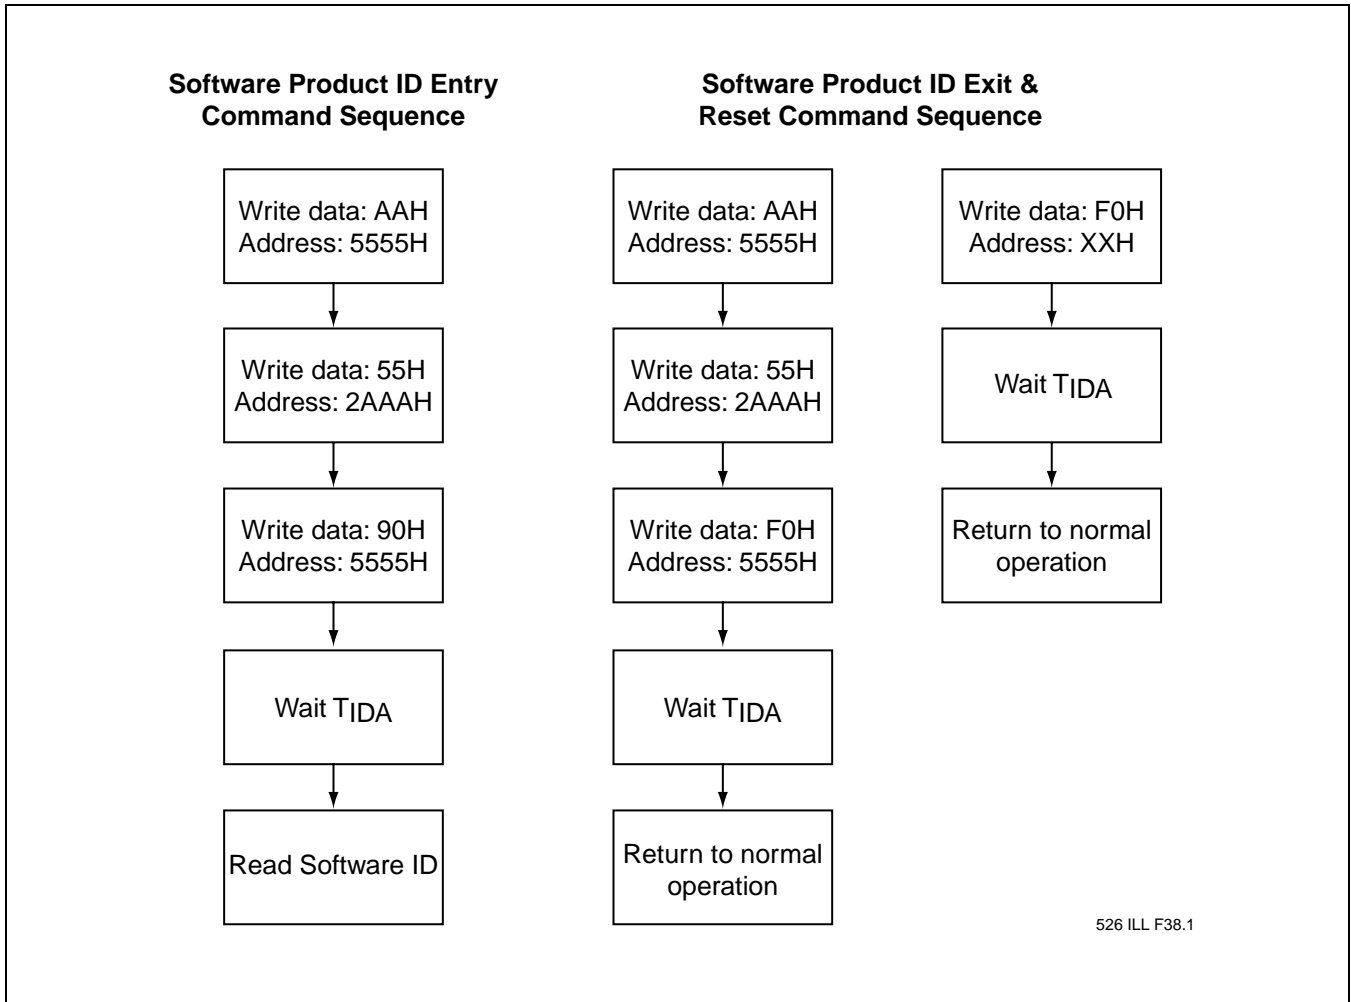 Software Product ID Entry
Command Sequence
Write data: AAH
Address: 5555H
Write data: 55H
Address: 2AAAH
Write data: 90H
Address: 5555H
Wait TIDA
Read Software ID
Software Product ID Exit &
Reset Command Sequence
Write data: AAH
Address: 5555H
Write data: 55H
Address: 2AAAH
Write data: F0H
Address: 5555H
Wait TIDA
Return to normal
operation
Write data: F0H
Address: XXH
Wait TIDA
Return to normal
operation
526 ILL F38.1